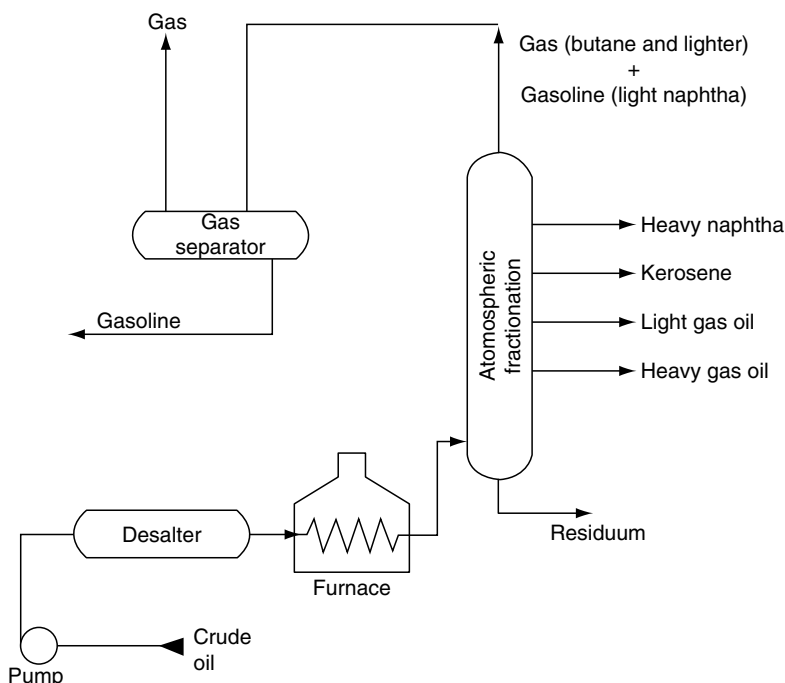 Gas
Gas (butane and lighter)
+
Gasoline (light naphtha)
Gas
separator
Gasoline
Atomospheric
fractionation
Heavy naphtha
Kerosene
Light gas oil
Heavy gas oil
Residuum
Desalter
Furnace
Crude
oil
Pump